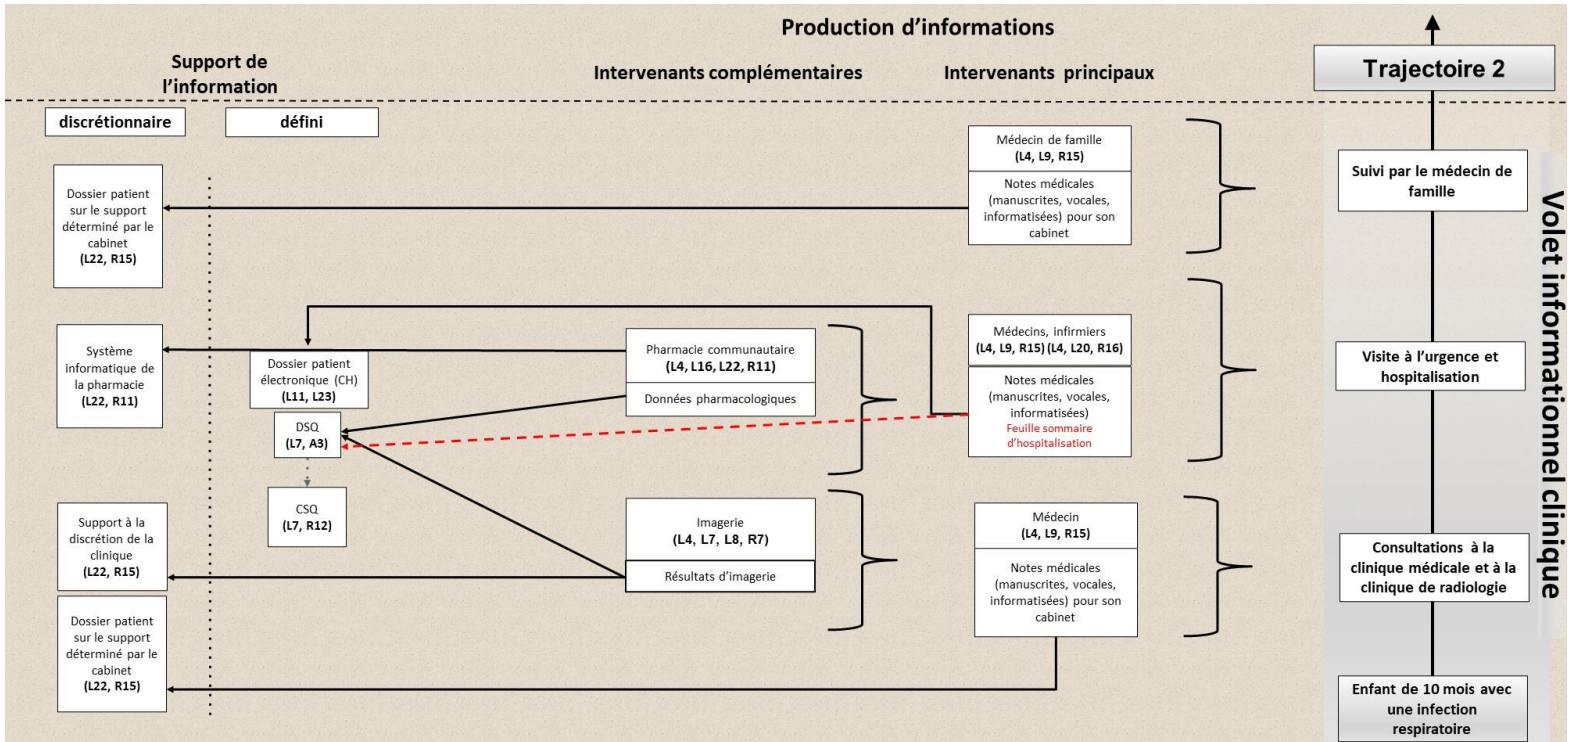 Production d’informations
Support de
l’information
Intervenants complémentaires
Intervenants principaux
Trajectoire 2
discrétionnaire
défini
Médecin de famille
(L4, L9, R15)
Notes médicales
(manuscrites, vocales,
informatisées) pour son
cabinet
Suivi par le médecin de
famille
Dossier patient
sur le support
déterminé par le
cabinet
(L22, R15)
Volet informationnel clinique
Système
informatique de
la pharmacie
(L22, R11)
Dossier patient
électronique (CH)
(L11, L23)
DSQ
(L7, A3)
CSQ
(L7, R12)
Pharmacie communautaire
(L4, L16, L22, R11)
Données pharmacologiques
Médecins, infirmiers
(L4, L9, R15) (L4, L20, R16)
Notes médicales
(manuscrites, vocales,
informatisées)
Feuille sommaire
d’hospitalisation
Visite à l’urgence et
hospitalisation
Support à la
discrétion de la
clinique
(L22, R15)
Imagerie
(L4, L7, L8, R7)
Résultats d’imagerie
Médecin
(L4, L9, R15)
Notes médicales
(manuscrites, vocales,
informatisées) pour son
cabinet
Consultations à la
clinique médicale et à la
clinique de radiologie
Dossier patient
sur le support
déterminé par le
cabinet
(L22, R15)
Enfant de 10 mois avec
une infection
respiratoire